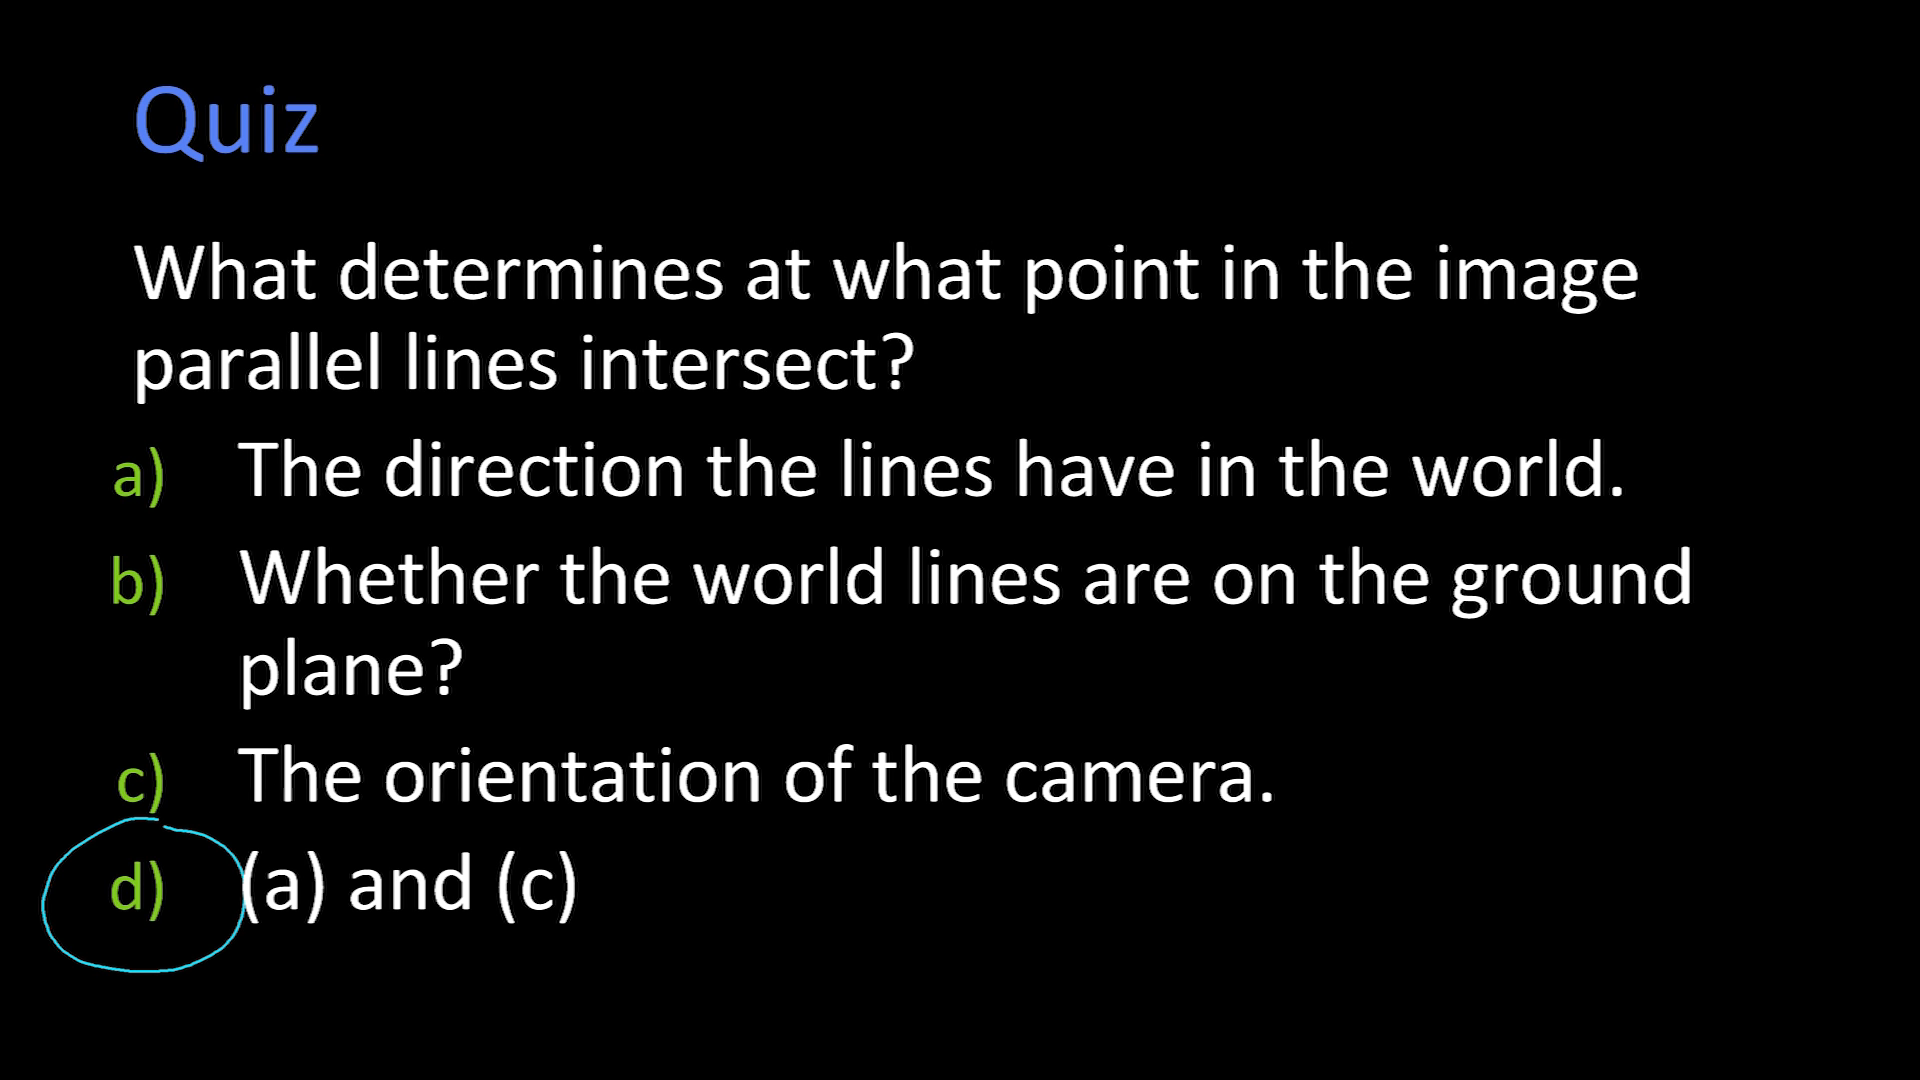 Quiz
What determines at what point in the image
parallel lines intersect?
a) The direction the lines have in the world.
b) Whether the world lines are on the ground
plane?
c) The orientation of the camera.
d) (a) and (c)